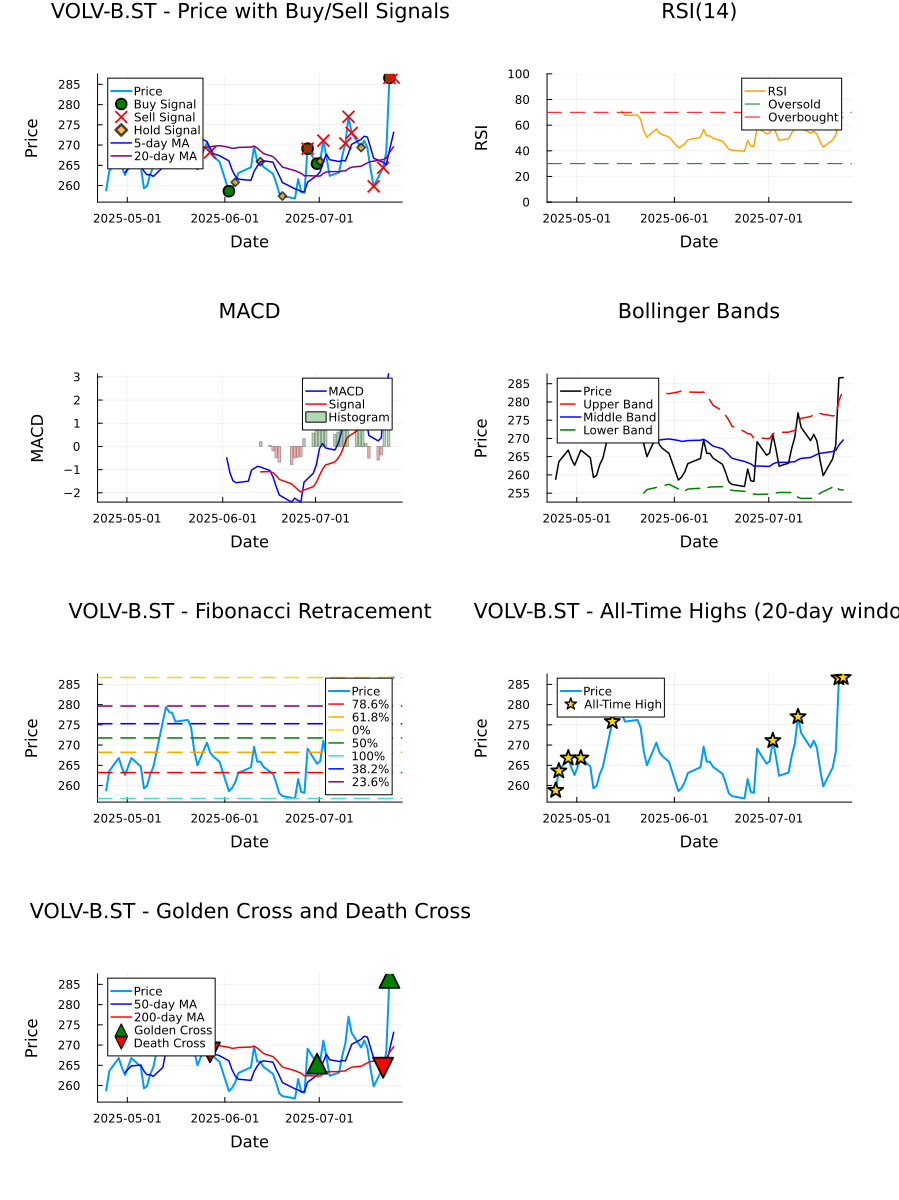 VOLV-B.ST - Price with Buy/Sell Signals
Price
285
280
275
270
265
260
Price
Buy Signal
Sell Signal
Hold Signal
5-day MA
20-day MA
2025-05-01
2025-06-01
2025-07-01
Date
RSI(14)
RSI
100
80
60
40
20
0
RSI
Oversold
Overbought
2025-05-01
2025-06-01
2025-07-01
Date
MACD
MACD
3
2
1
0
−1
−2
MACD
Signal
Histogram
2025-05-01
2025-06-01
2025-07-01
Date
Bollinger Bands
Price
285
280
275
270
265
260
255
Price
Upper Band
Middle Band
Lower Band
2025-05-01
2025-06-01
2025-07-01
Date
VOLV-B.ST - Fibonacci Retracement
Price
285
280
275
270
265
260
Price
78.6%
61.8%
0%
50%
100%
38.2%
23.6%
2025-05-01
2025-06-01
2025-07-01
Date
VOLV-B.ST - All-Time Highs (20-day windo
Price
285
280
275
270
265
260
Price
All-Time High
2025-05-01
2025-06-01
2025-07-01
Date
VOLV-B.ST - Golden Cross and Death Cross
Price
285
280
275
270
265
260
Price
50-day MA
200-day MA
Golden Cross
Death Cross
2025-05-01
2025-06-01
2025-07-01
Date